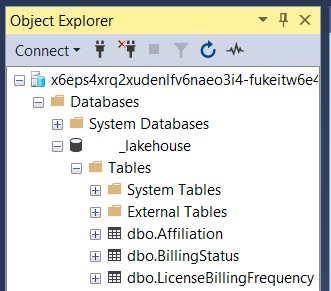 Object Explorer
Connect
x6eps4xrq2xudenlfv6naeo3i4-fukeitw6e4
Databases
System Databases
_lakehouse
Tables
System Tables
External Tables
dbo.Affiliation
dbo.BillingStatus
dbo.LicenseBillingFrequency